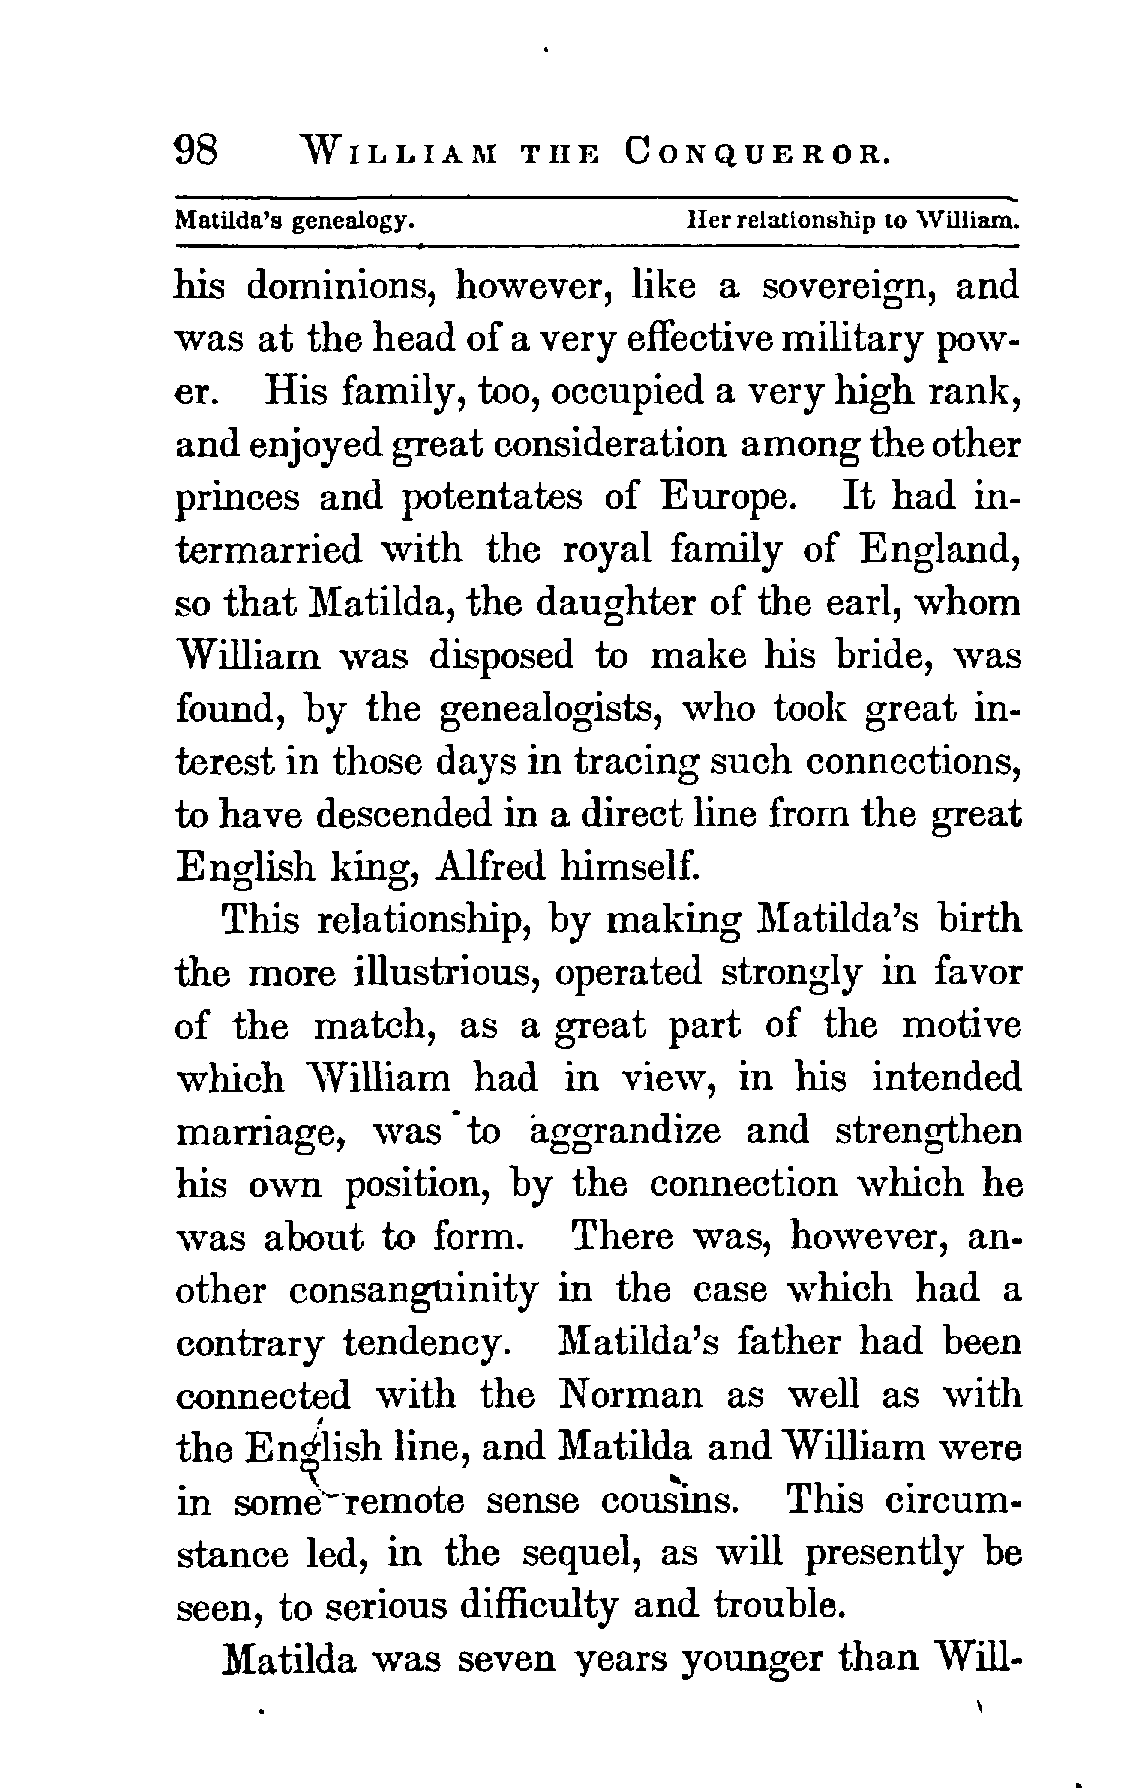 98 WILLIAM THE CONQUEROR.
Matilda's genealogy. Her relationship to William.
his dominions, however, like a sovereign, and
was at the head of a very effective military pow-
er. His family, too, occupied a very high rank,
and enjoyed great consideration among the other
princes and potentates of Europe. It had in-
termarried with the royal family of England,
so that Matilda, the daughter of the earl, whom
William was disposed to make his bride, was
found, by the genealogists, who took great in-
terest in those days in tracing such connections,
to have descended in a direct line from the great
English king, Alfred himself.
This relationship, by making Matilda's birth
the more illustrious, operated strongly in favor
of the match, as a great part of the motive
which William had in view, in his intended
marriage, was to aggrandize and strengthen
his own position, by the connection which he
was about to form. There was, however, an-
other consanguinity in the case which had a
contrary tendency. Matilda's father had been
connected with the Norman as well as with
the English line, and Matilda and William were
in some remote sense cousins. This circum-
stance led, in the sequel, as will presently be
seen, to serious difficulty and trouble.
Matilda was seven years younger than Will-